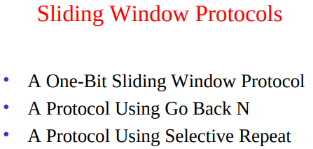 Sliding Window Protocols
• A One-Bit Sliding Window Protocol
• A Protocol Using Go Back N
• A Protocol Using Selective Repeat